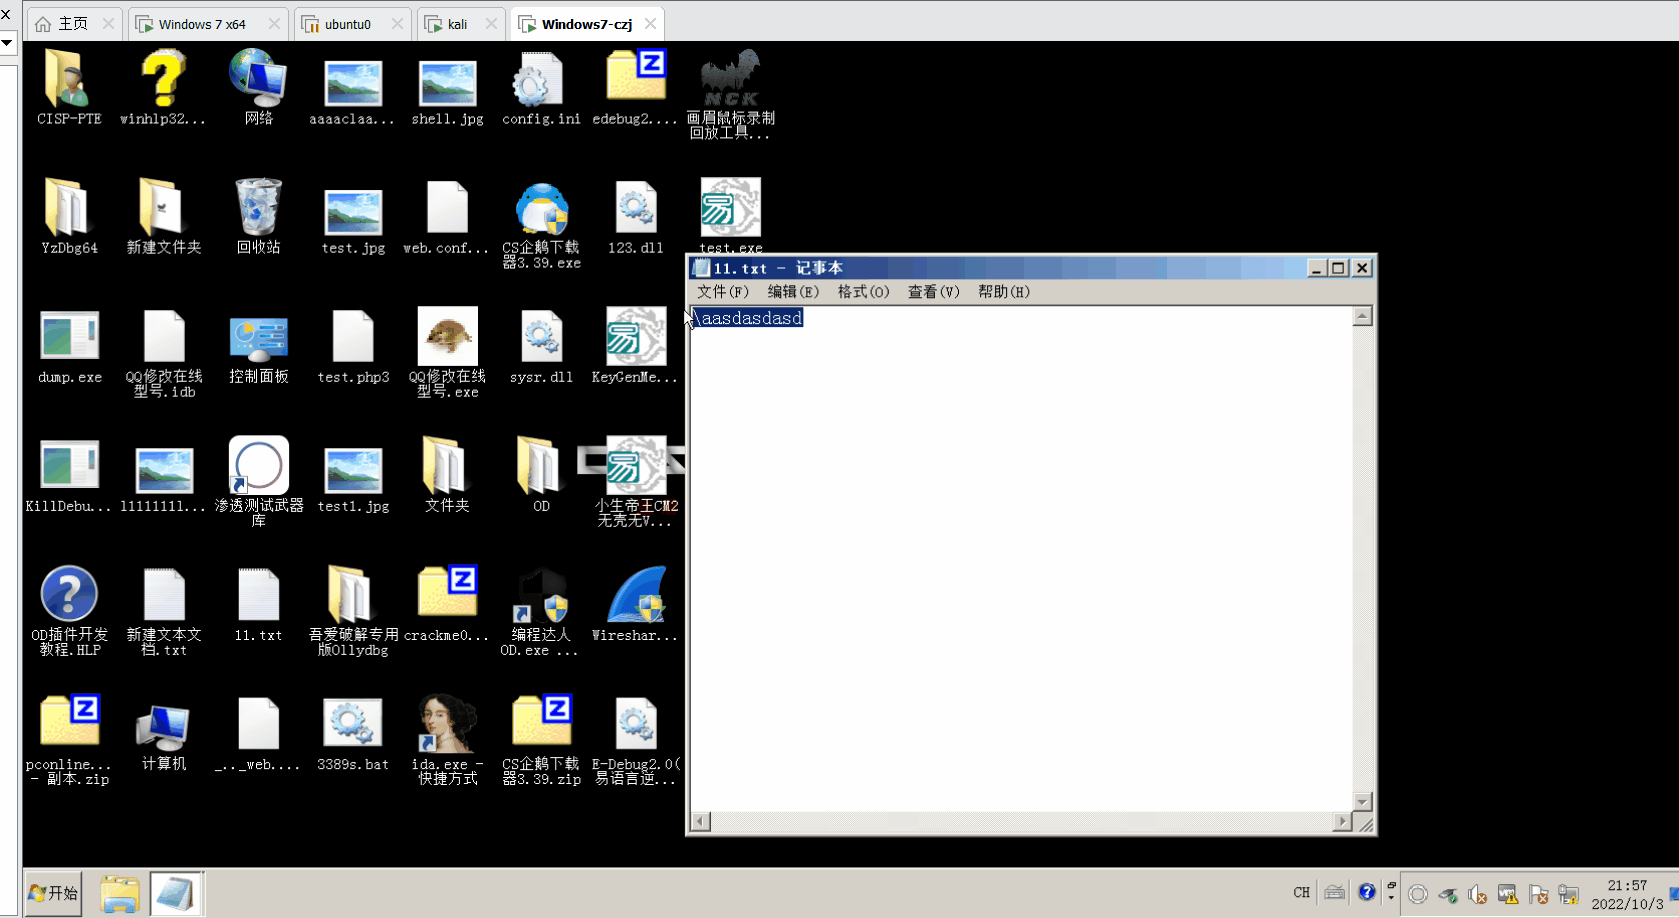 主页
Windows 7 x64
ubuntu0
kali
Windows7-czj
CISP-PTE
winhlp32...
网络
aaaaclaa...
shell.jpg
config.ini
edebug2....
NCK
画眉鼠标录制
回放工具...
YzDbg64
新建文件夹
回收站
test.jpg
web.conf...
CS企鹅下载
器3.39.exe
123.dll
易
test.exe
11.txt - 记事本
文件(F) 编辑(E) 格式(O) 查看(V) 帮助(H)
\aasdasdasd
dump.exe
QQ修改在线
型号.idb
控制面板
test.php3
QQ修改在线
型号.exe
sysr.dll
易
KeyGenMe...
KillDebu...
l111111l...
渗透测试武器
库
test1.jpg
文件夹
OD
易
小生帝王CM2
无壳无V...
OD插件开发
教程.HLP
新建文本文
档.txt
11.txt
吾爱破解专用
版Ollydbg
Z
crackme0...
编程达人
OD.exe ...
Wireshar...
Z
pconline...
- 副本.zip
计算机
_.._web....
3389s.bat
ida.exe -
快捷方式
Z
CS企鹅下载
器3.39.zip
E-Debug2.0(
易语言逆...
开始
CH
21:57
2022/10/3